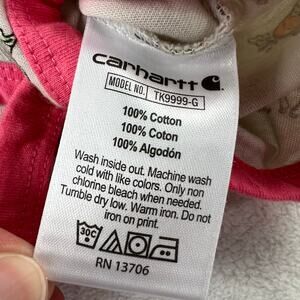 carhartt
MODEL NO. TK9999-G
100% Cotton
100% Coton
100% Algodón
Wash inside out. Machine wash
cold with like colors. Only non
chlorine bleach when needed.
Tumble dry low. Warm iron. Do not
iron on print.
30C
RN 13706